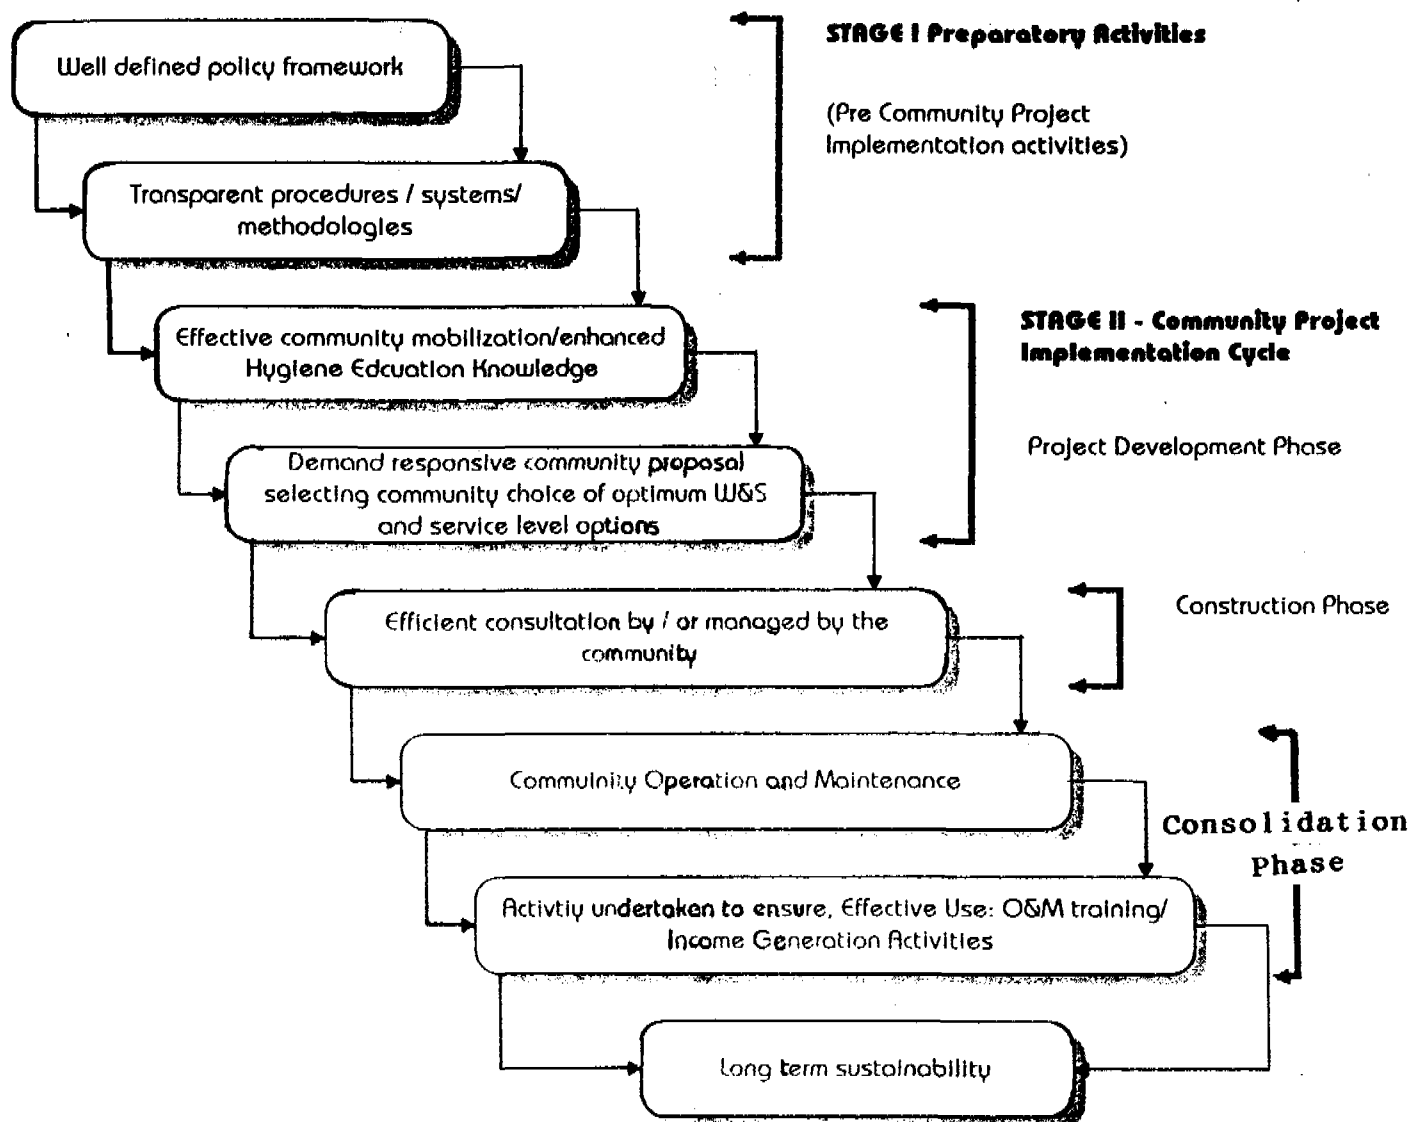 Well defined policy framework
STAGE I Preparatory Activities
(Pre Community Project
Implementation activities)
Transparent procedures / systems/
methodologies
Effective community mobilization/enhanced
Hygiene Edcuation Knowledge
STAGE II - Community Project
Implementation Cycle
Project Development Phase
Demand responsive community proposal
selecting community choice of optimum W&S
and service level options
Efficient consultation by / or managed by the
community
Construction Phase
Commuinity Operation and Maintenance
Consolidation
Phase
Activtiy undertaken to ensure, Effective Use: O&M training/
Income Generation Activities
Long term sustainability